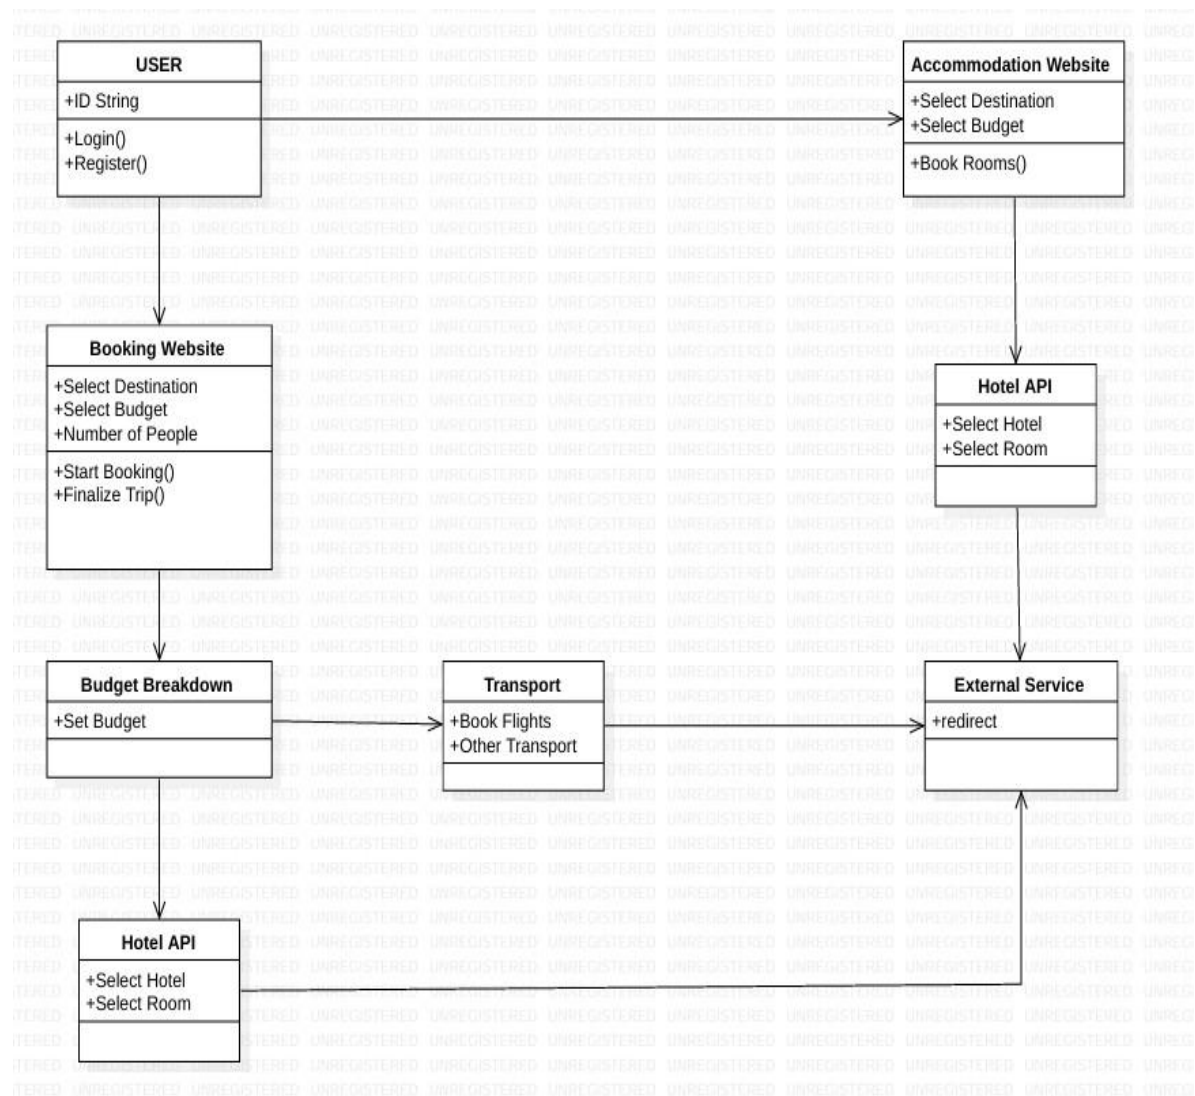 USER
+ID String
+Login()
+Register()
Accommodation Website
+Select Destination
+Select Budget
+Book Rooms()
Booking Website
+Select Destination
+Select Budget
+Number of People
+Start Booking()
+Finalize Trip()
Hotel API
+Select Hotel
+Select Room
Budget Breakdown
+Set Budget
Transport
+Book Flights
+Other Transport
External Service
+redirect
Hotel API
+Select Hotel
+Select Room
UNREGISTERED